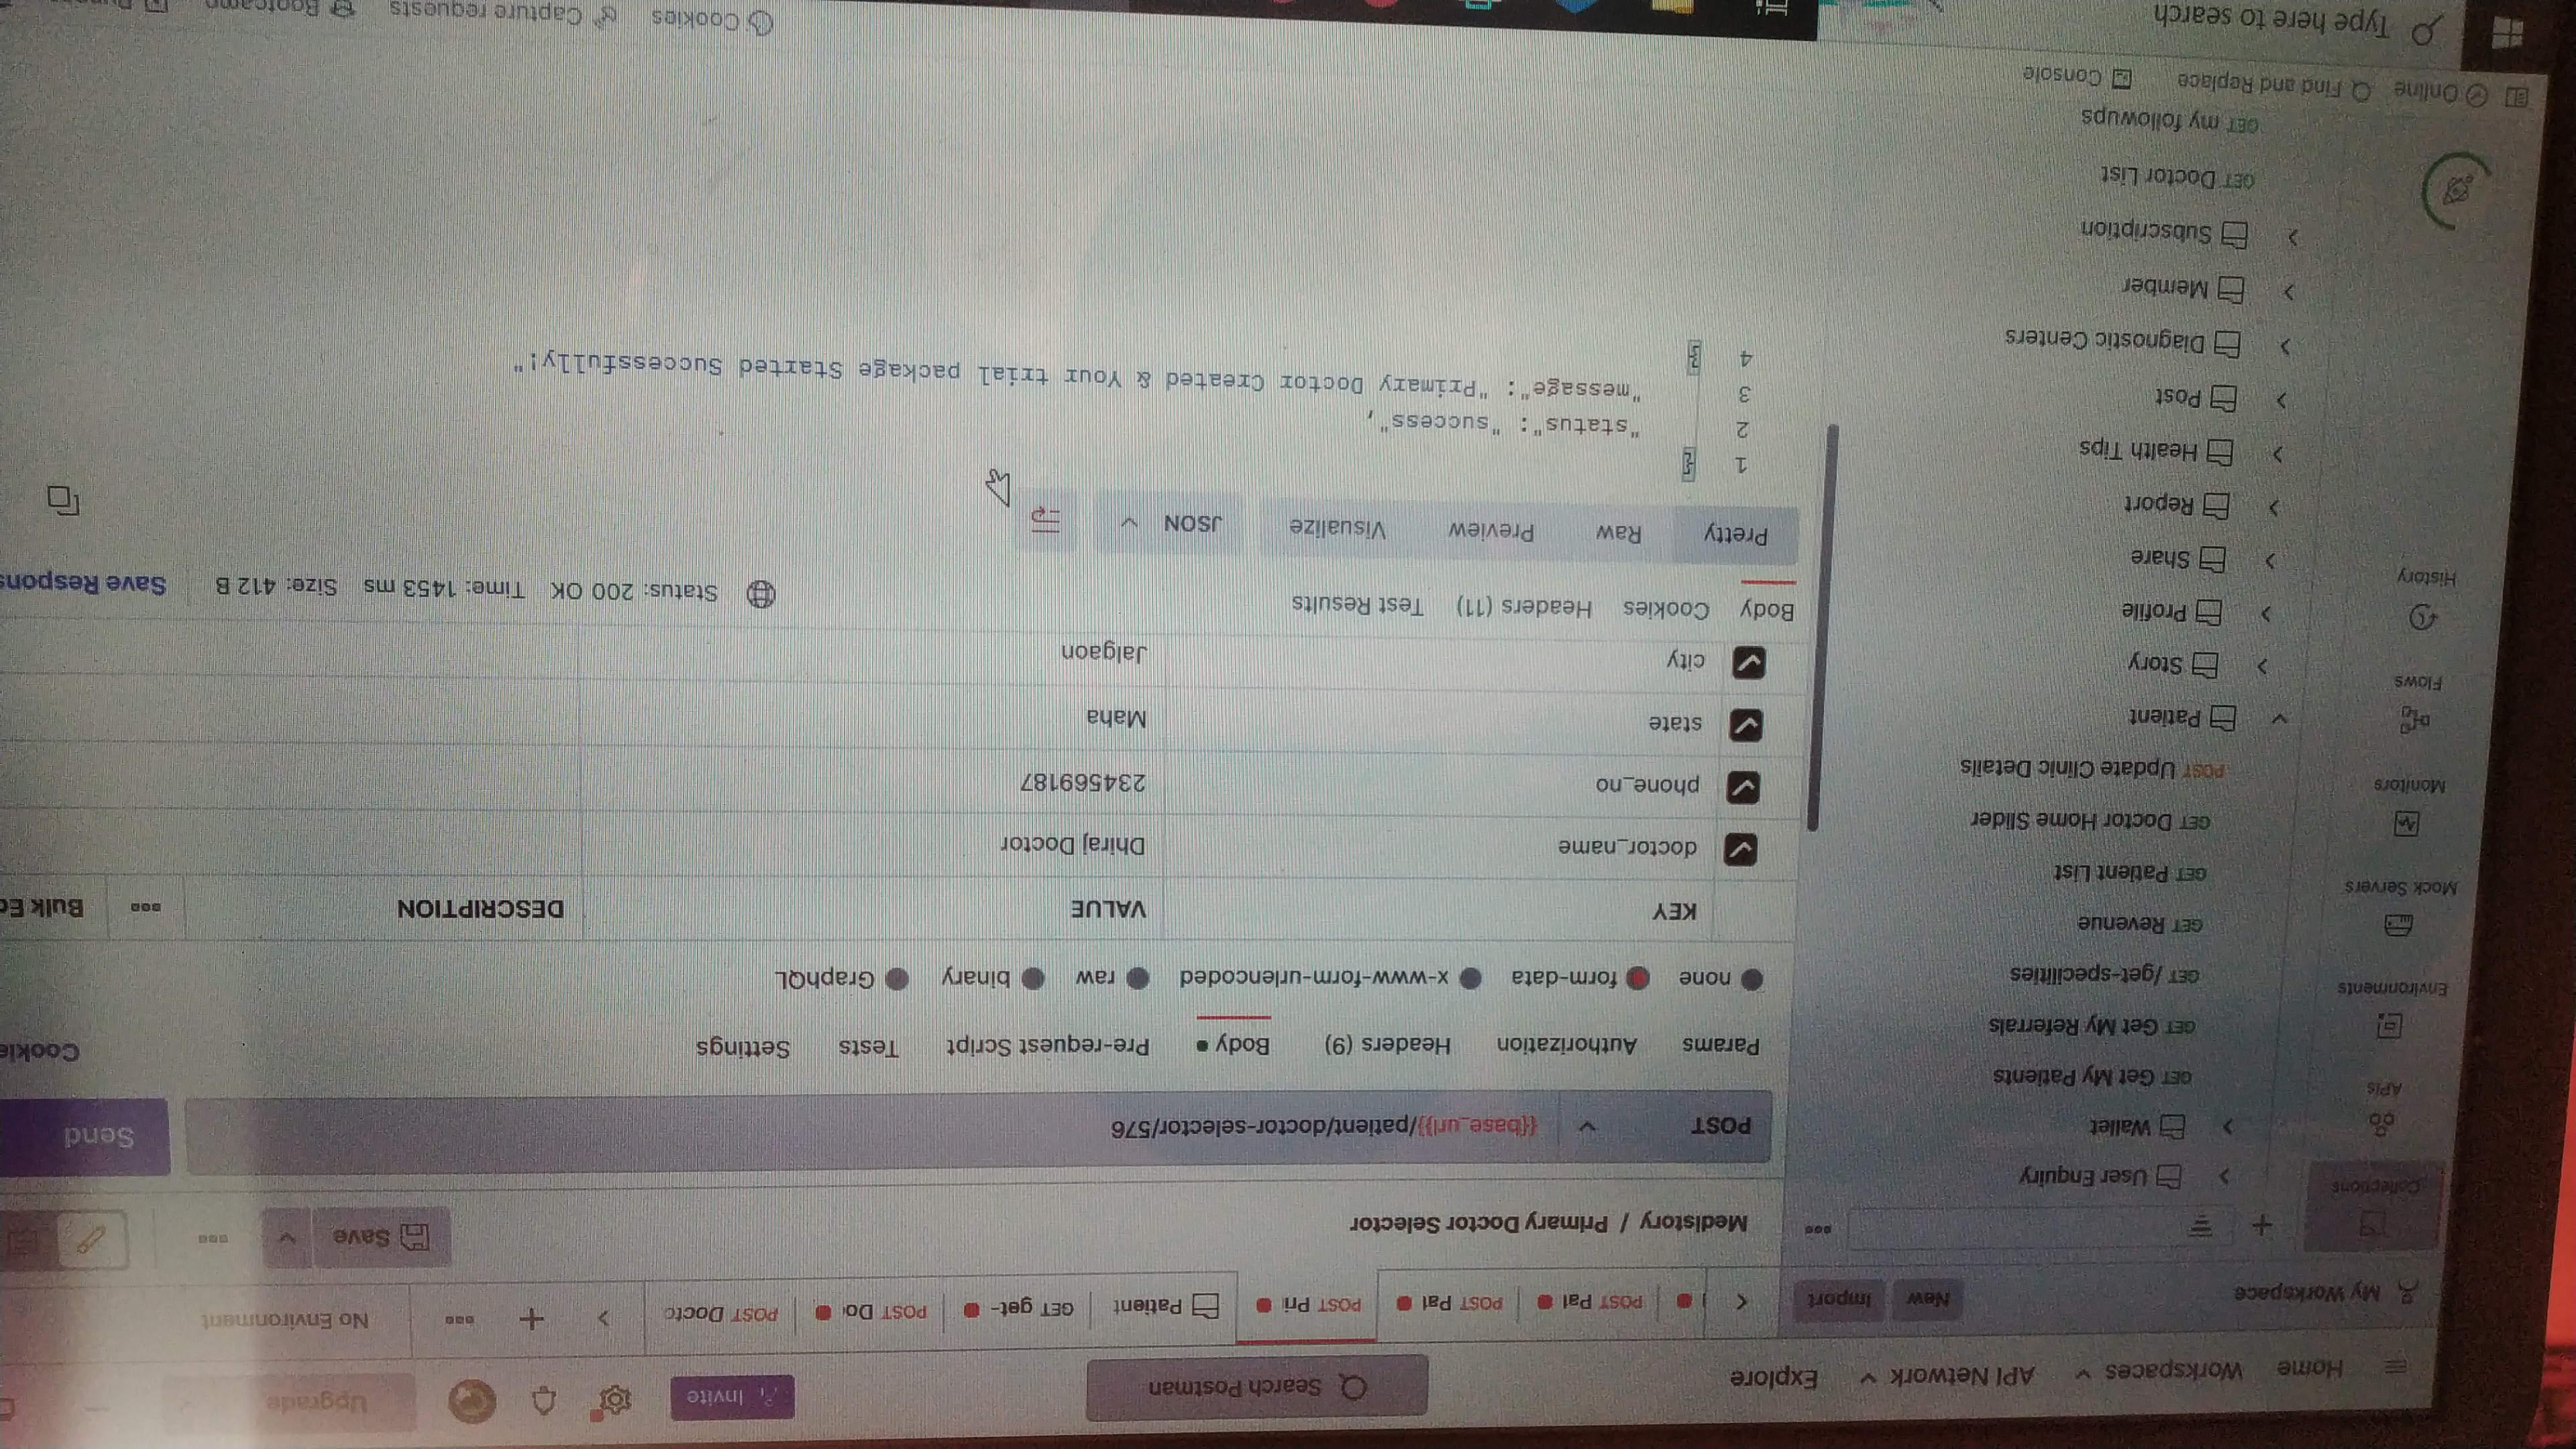 Home Workspaces API Network Explore Search Postman Invite Upgrade
My Workspace New Import
POST Pat POST Pat POST Pri Patient GET get- POST Do POST Docto No Environment
Collections
APIs
Environments
Mock Servers
Monitors
Flows
History
User Enquiry
Wallet
GET Get My Patients
GET Get My Referrals
GET /get-specilities
GET Revenue
GET Patient List
GET Doctor Home Slider
POST Update Clinic Details
Patient
Story
Profile
Share
Report
Health Tips
Post
Diagnostic Centers
Member
Subscription
GET Doctor List
GET my followups
Medistory / Primary Doctor Selector Save
POST {{base_url}}/patient/doctor-selector/576 Send
Params Authorization Headers (9) Body Pre-request Script Tests Settings Cookie
none form-data x-www-form-urlencoded raw binary GraphQL
KEY VALUE DESCRIPTION Bulk Ed
doctor_name Dhiraj Doctor
phone_no 234569187
state Maha
city Jalgaon
Body Cookies Headers (11) Test Results Status: 200 OK Time: 1453 ms Size: 412 B Save Respons
Pretty Raw Preview Visualize JSON
1 {
2 "status": "success",
3 "message": "Primary Doctor Created & Your trial package Started Successfully!"
4 }
Online Find and Replace Console
Cookies Capture requests Bootcamp
Type here to search